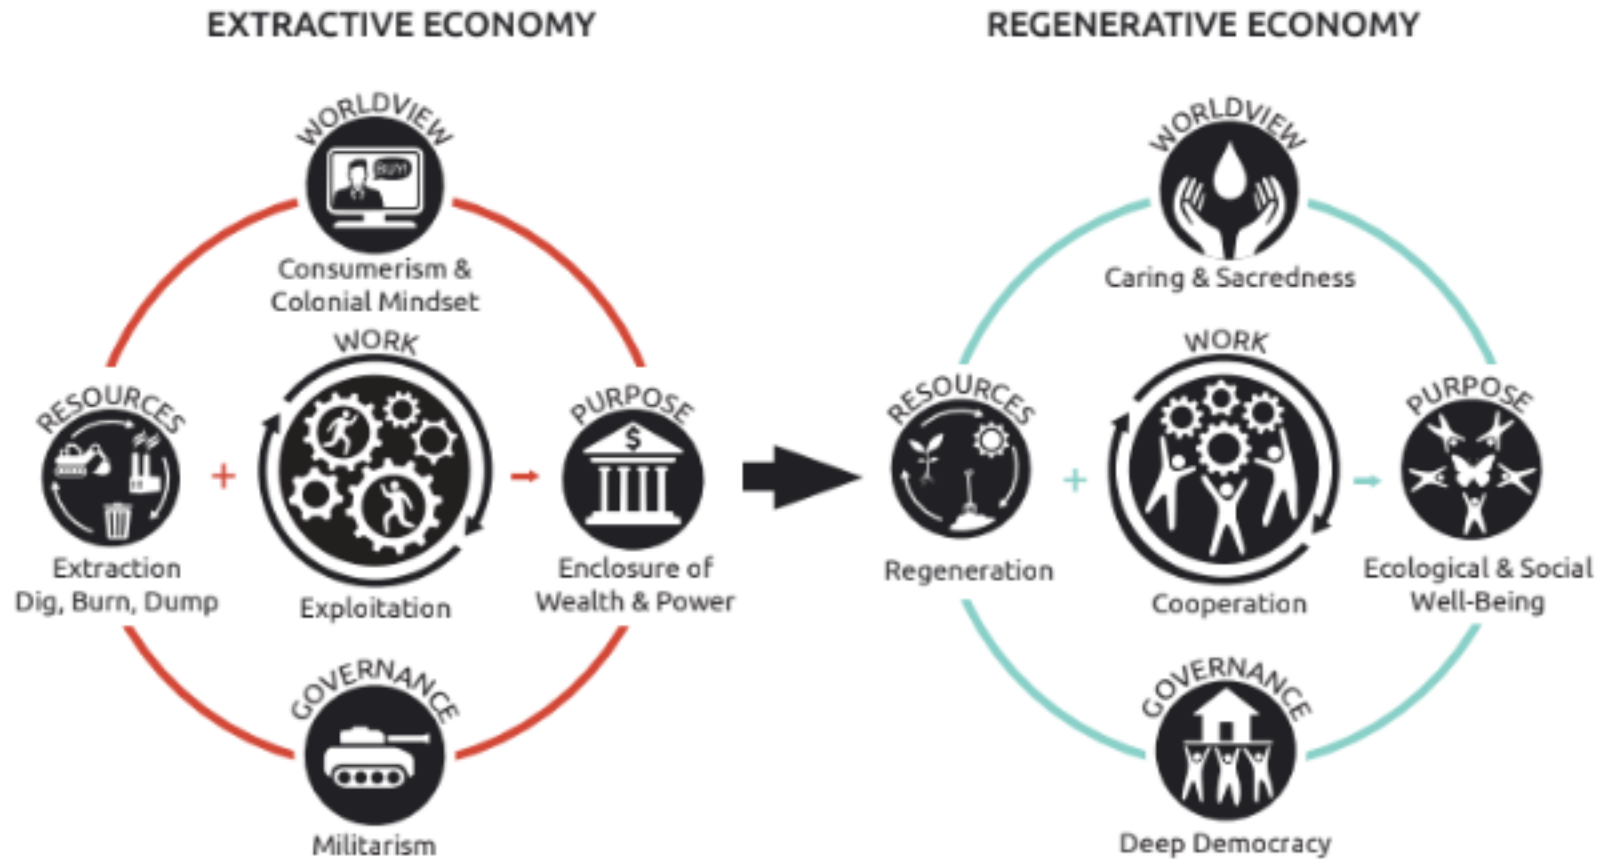 EXTRACTIVE ECONOMY
WORLDVIEW
BUY!
Consumerism &
Colonial Mindset
WORK
RESOURCES
PURPOSE
$
+
Extraction
Dig, Burn, Dump
Exploitation
Enclosure of
Wealth & Power
GOVERNANCE
Militarism
REGENERATIVE ECONOMY
WORLDVIEW
Caring & Sacredness
WORK
RESOURCES
PURPOSE
+
Regeneration
Cooperation
Ecological & Social
Well-Being
GOVERNANCE
Deep Democracy